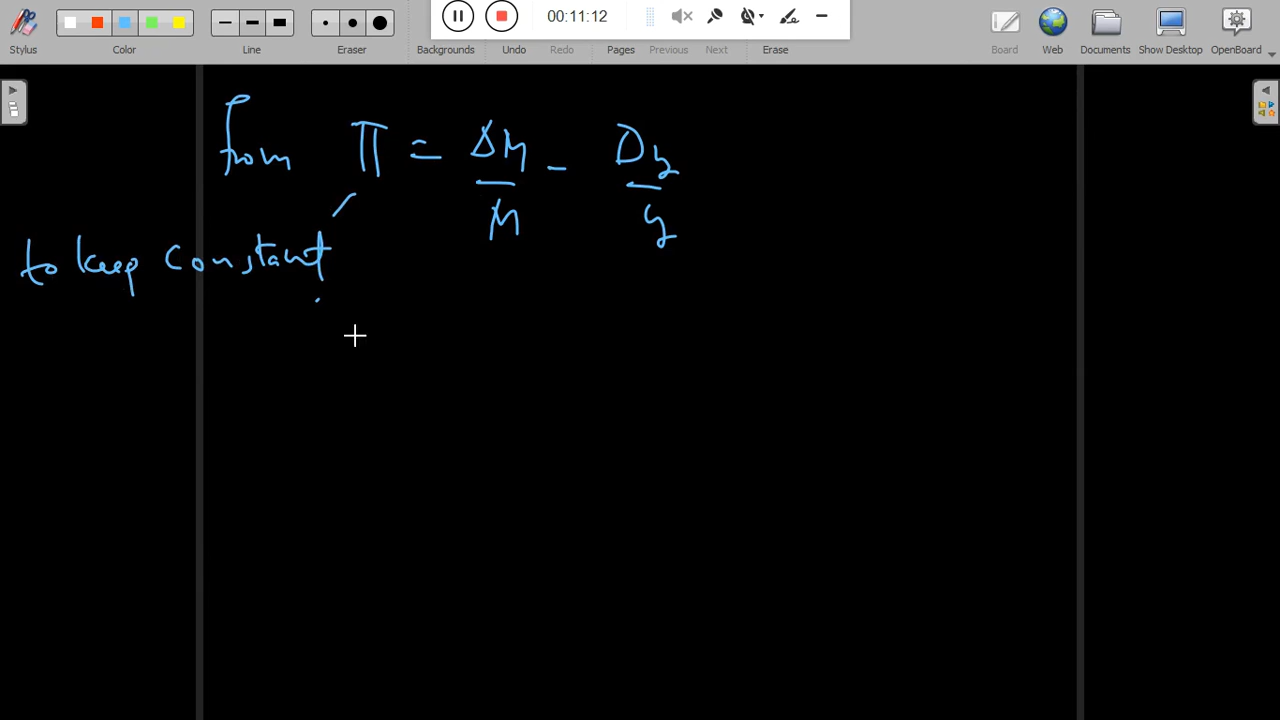 00:11:12
Stylus Color Line Eraser Backgrounds Undo Redo Pages Previous Next Erase Board Web Documents Show Desktop OpenBoard
from Π = ΔM/M - Dy/y
to keep constant